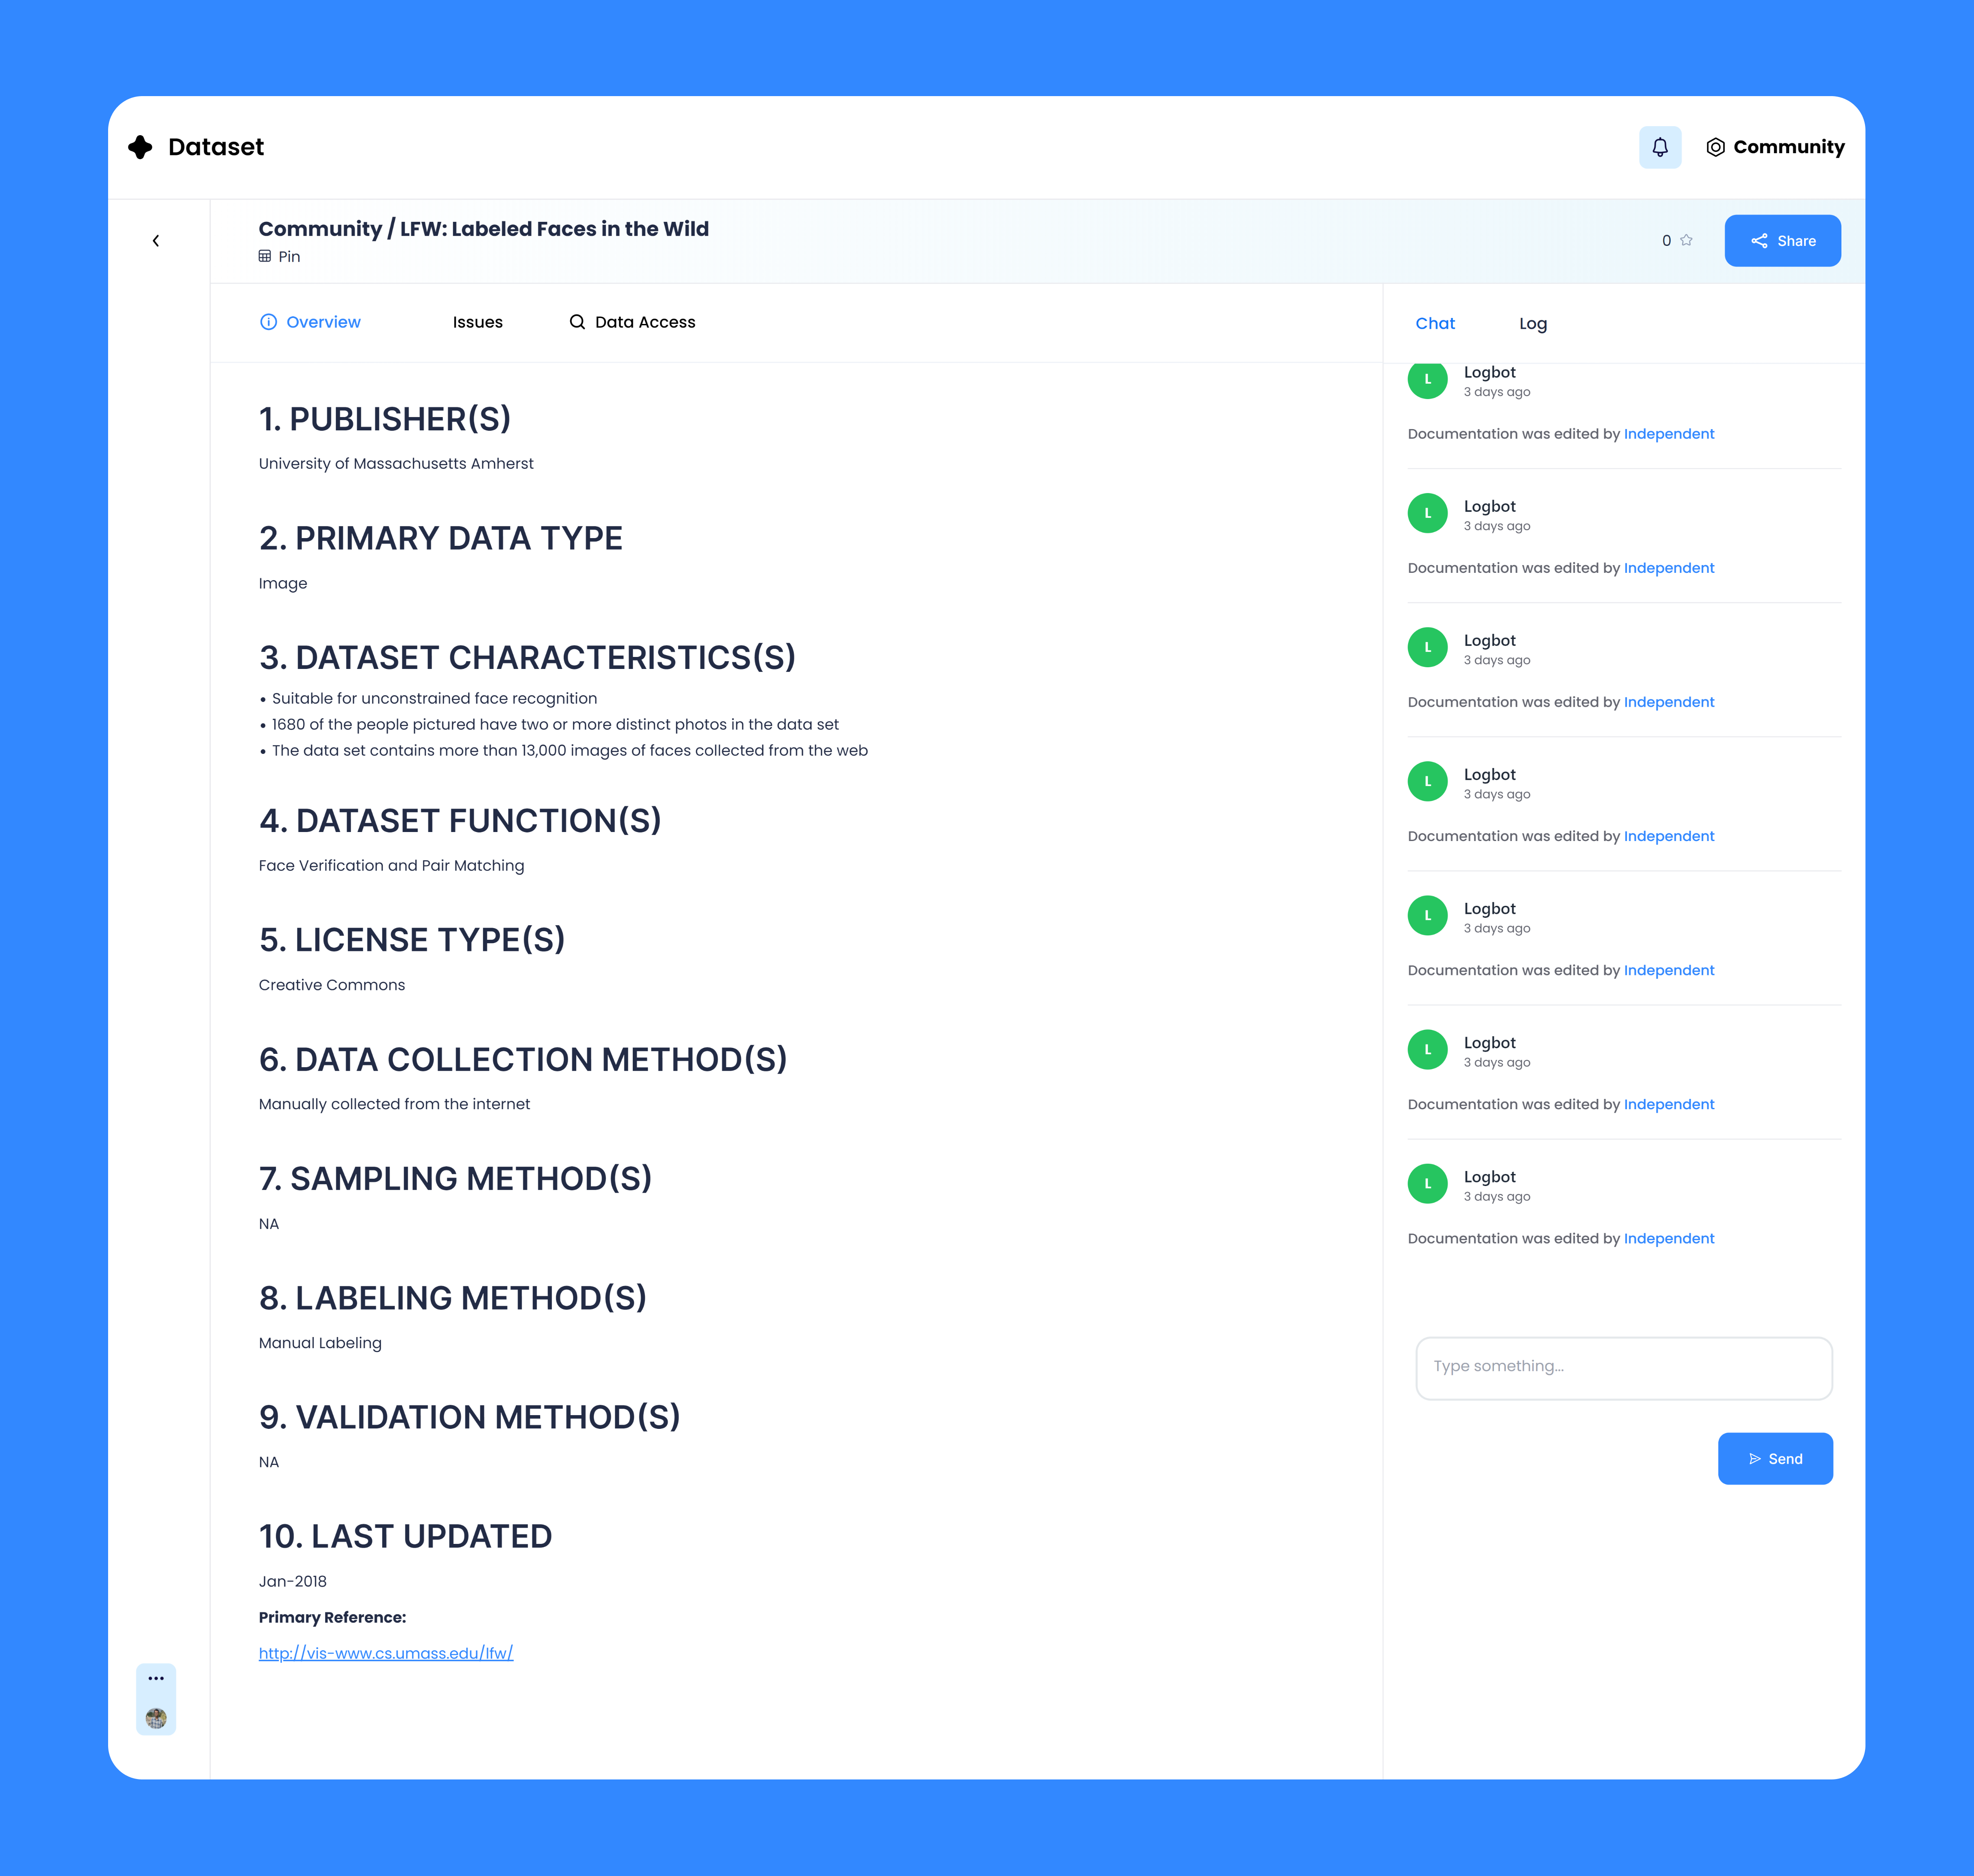 Dataset
Community
Community / LFW: Labeled Faces in the Wild
Pin
0
Share
Overview
Issues
Data Access
1. PUBLISHER(S)
University of Massachusetts Amherst
2. PRIMARY DATA TYPE
Image
3. DATASET CHARACTERISTICS(S)
• Suitable for unconstrained face recognition
• 1680 of the people pictured have two or more distinct photos in the data set
• The data set contains more than 13,000 images of faces collected from the web
4. DATASET FUNCTION(S)
Face Verification and Pair Matching
5. LICENSE TYPE(S)
Creative Commons
6. DATA COLLECTION METHOD(S)
Manually collected from the internet
7. SAMPLING METHOD(S)
NA
8. LABELING METHOD(S)
Manual Labeling
9. VALIDATION METHOD(S)
NA
10. LAST UPDATED
Jan-2018
Primary Reference:
http://vis-www.cs.umass.edu/lfw/
Chat
Log
L
Logbot
3 days ago
Documentation was edited by Independent
L
Logbot
3 days ago
Documentation was edited by Independent
L
Logbot
3 days ago
Documentation was edited by Independent
L
Logbot
3 days ago
Documentation was edited by Independent
L
Logbot
3 days ago
Documentation was edited by Independent
L
Logbot
3 days ago
Documentation was edited by Independent
L
Logbot
3 days ago
Documentation was edited by Independent
Type something...
Send